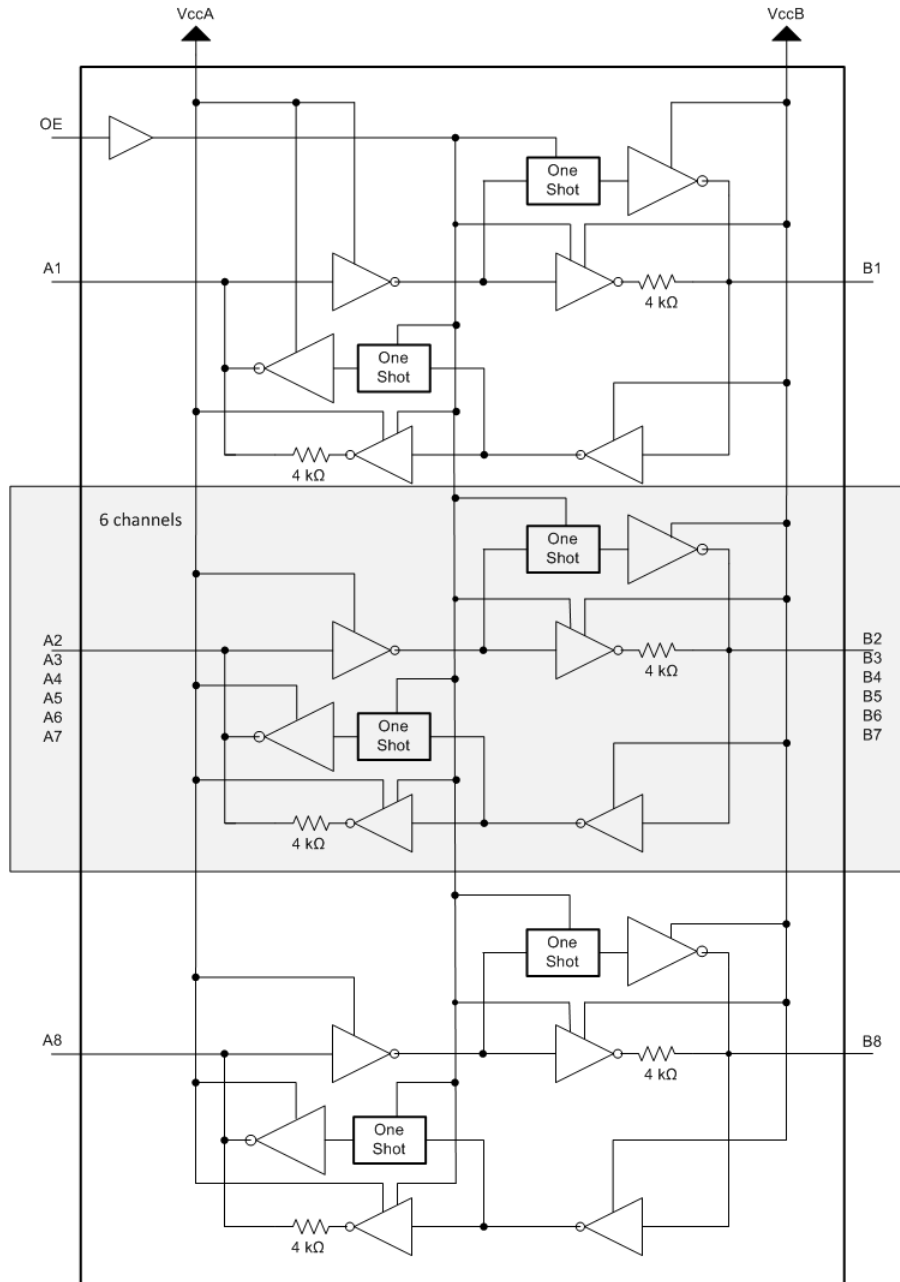 VccA
VccB
OE
One
Shot
A1
B1
4 kΩ
One
Shot
4 kΩ
6 channels
One
Shot
A2
A3
A4
A5
A6
A7
B2
B3
B4
B5
B6
B7
4 kΩ
One
Shot
4 kΩ
One
Shot
A8
B8
4 kΩ
One
Shot
4 kΩ